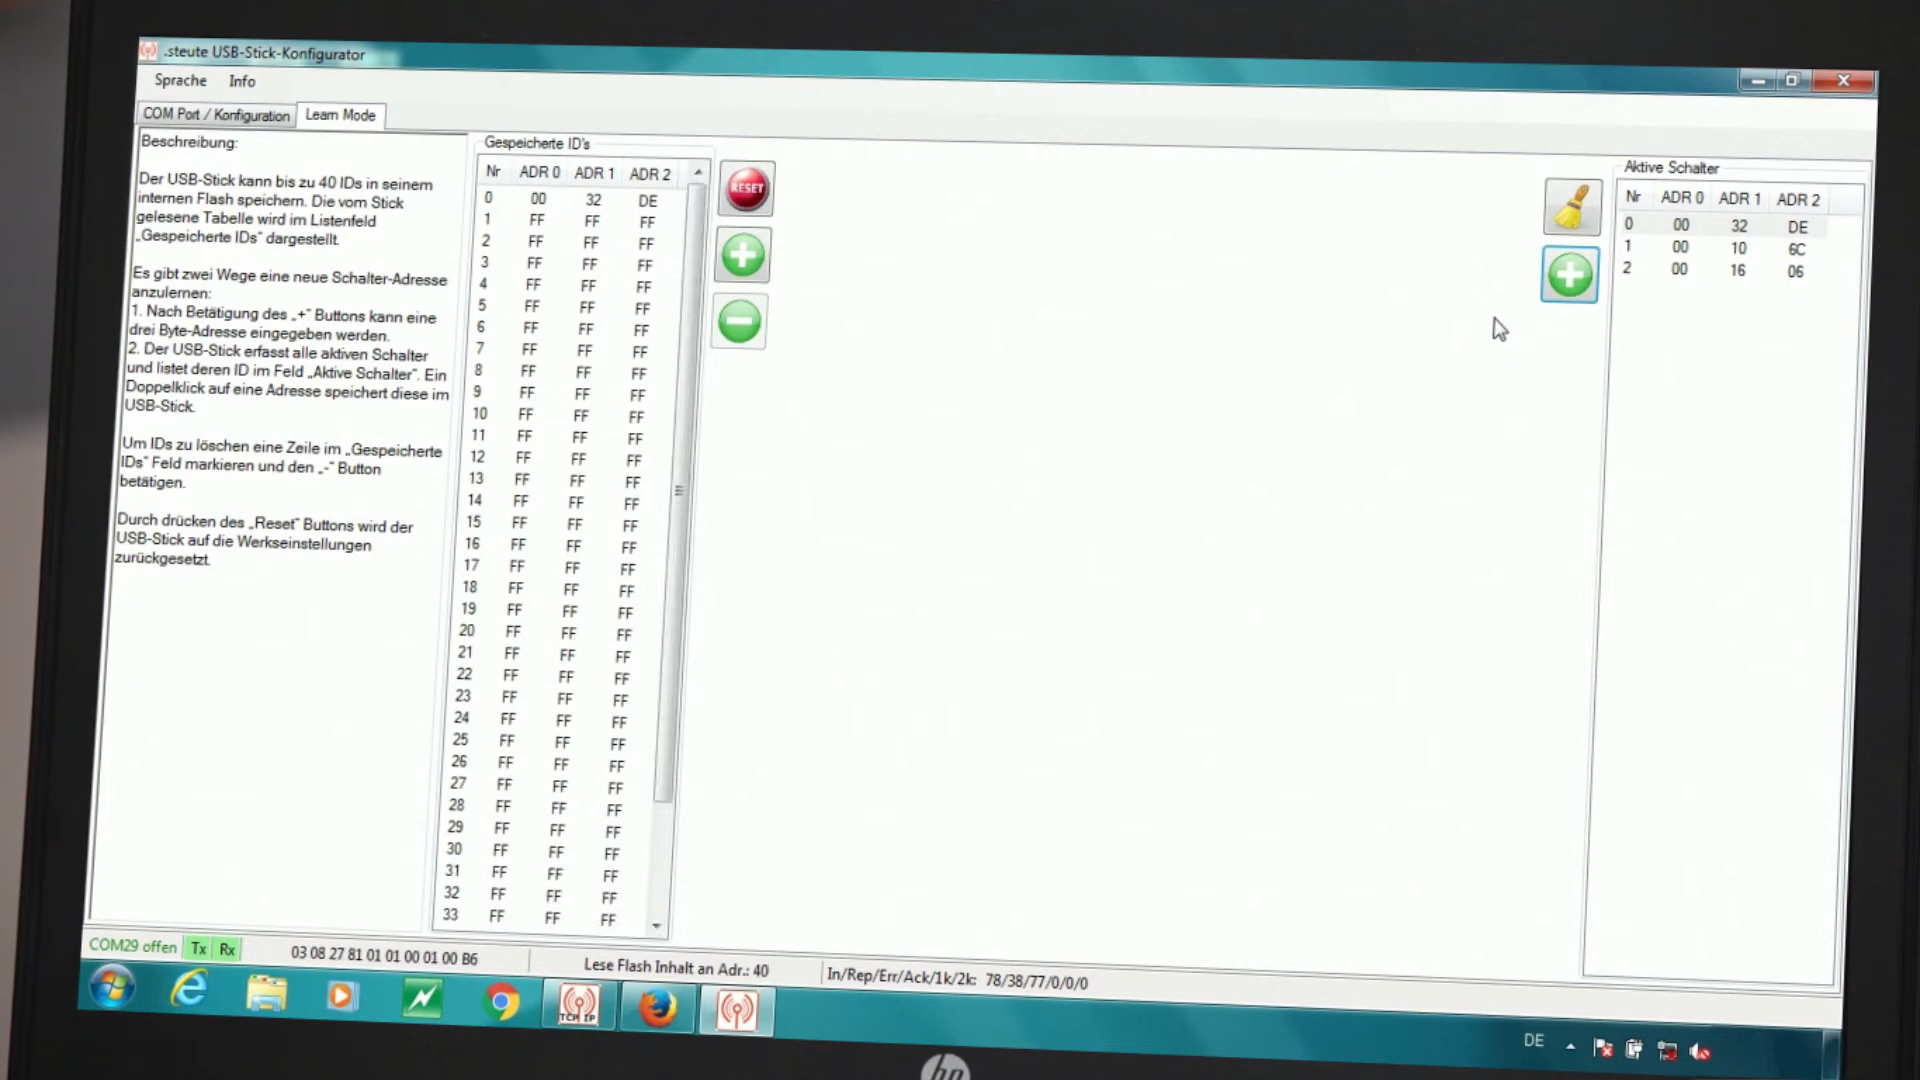 .steute USB-Stick-Konfigurator
Sprache Info
COM Port / Konfiguration Learn Mode
Beschreibung:
Der USB-Stick kann bis zu 40 IDs in seinem
internen Flash speichern. Die vom Stick
gelesene Tabelle wird im Listenfeld
„Gespeicherte IDs" dargestellt.
Es gibt zwei Wege eine neue Schalter-Adresse
anzulernen:
1. Nach Betätigung des „+" Buttons kann eine
drei Byte-Adresse eingegeben werden.
2. Der USB-Stick erfasst alle aktiven Schalter
und listet deren ID im Feld „Aktive Schalter". Ein
Doppelklick auf eine Adresse speichert diese im
USB-Stick.
Um IDs zu löschen eine Zeile im „Gespeicherte
IDs" Feld markieren und den „-" Button
betätigen.
Durch drücken des „Reset" Buttons wird der
USB-Stick auf die Werkseinstellungen
zurückgesetzt.
Gespeicherte ID's
Nr ADR 0 ADR 1 ADR 2
0 00 32 DE
1 FF FF FF
2 FF FF FF
3 FF FF FF
4 FF FF FF
5 FF FF FF
6 FF FF FF
7 FF FF FF
8 FF FF FF
9 FF FF FF
10 FF FF FF
11 FF FF FF
12 FF FF FF
13 FF FF FF
14 FF FF FF
15 FF FF FF
16 FF FF FF
17 FF FF FF
18 FF FF FF
19 FF FF FF
20 FF FF FF
21 FF FF FF
22 FF FF FF
23 FF FF FF
24 FF FF FF
25 FF FF FF
26 FF FF FF
27 FF FF FF
28 FF FF FF
29 FF FF FF
30 FF FF FF
31 FF FF FF
32 FF FF FF
33 FF FF FF
RESET
Aktive Schalter
Nr ADR 0 ADR 1 ADR 2
0 00 32 DE
1 00 10 6C
2 00 16 06
COM29 offen Tx Rx 03 08 27 81 01 01 00 01 00 B6 Lese Flash Inhalt an Adr.: 40 In/Rep/Err/Ack/1k/2k: 78/38/77/0/0/0
TCP IP
DE
hp